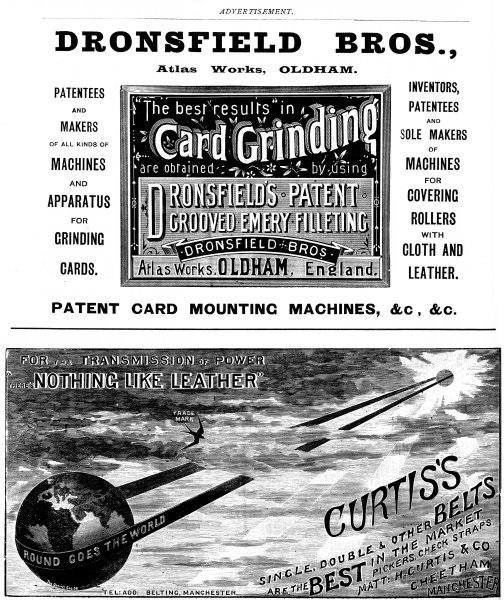 ADVERTISEMENT.
DRONSFIELD BROS.,
Atlas Works, OLDHAM.
PATENTEES
AND
MAKERS
OF ALL KINDS OF
MACHINES
AND
APPARATUS
FOR
GRINDING
CARDS.
"The best results" in
Card Grinding
are obtained by using
DRONSFIELD'S PATENT
GROOVED EMERY FILLETING
DRONSFIELD BROS
Atlas Works. OLDHAM, England.
INVENTORS,
PATENTEES
AND
SOLE MAKERS
OF
MACHINES
FOR
COVERING
ROLLERS
WITH
CLOTH AND
LEATHER.
PATENT CARD MOUNTING MACHINES, &c, &c.
FOR THE TRANSMISSION OF POWER
THERE'S "NOTHING LIKE LEATHER"
TRADE
MARK
ROUND GOES THE WORLD
CURTIS'S
SINGLE, DOUBLE & OTHER BELTS
ARE THE BEST IN THE MARKET
PICKERS, CHECK STRAPS
MATT: H. CURTIS & CO
CHEETHAM
MANCHESTER
TEL: ADD: BELTING, MANCHESTER.